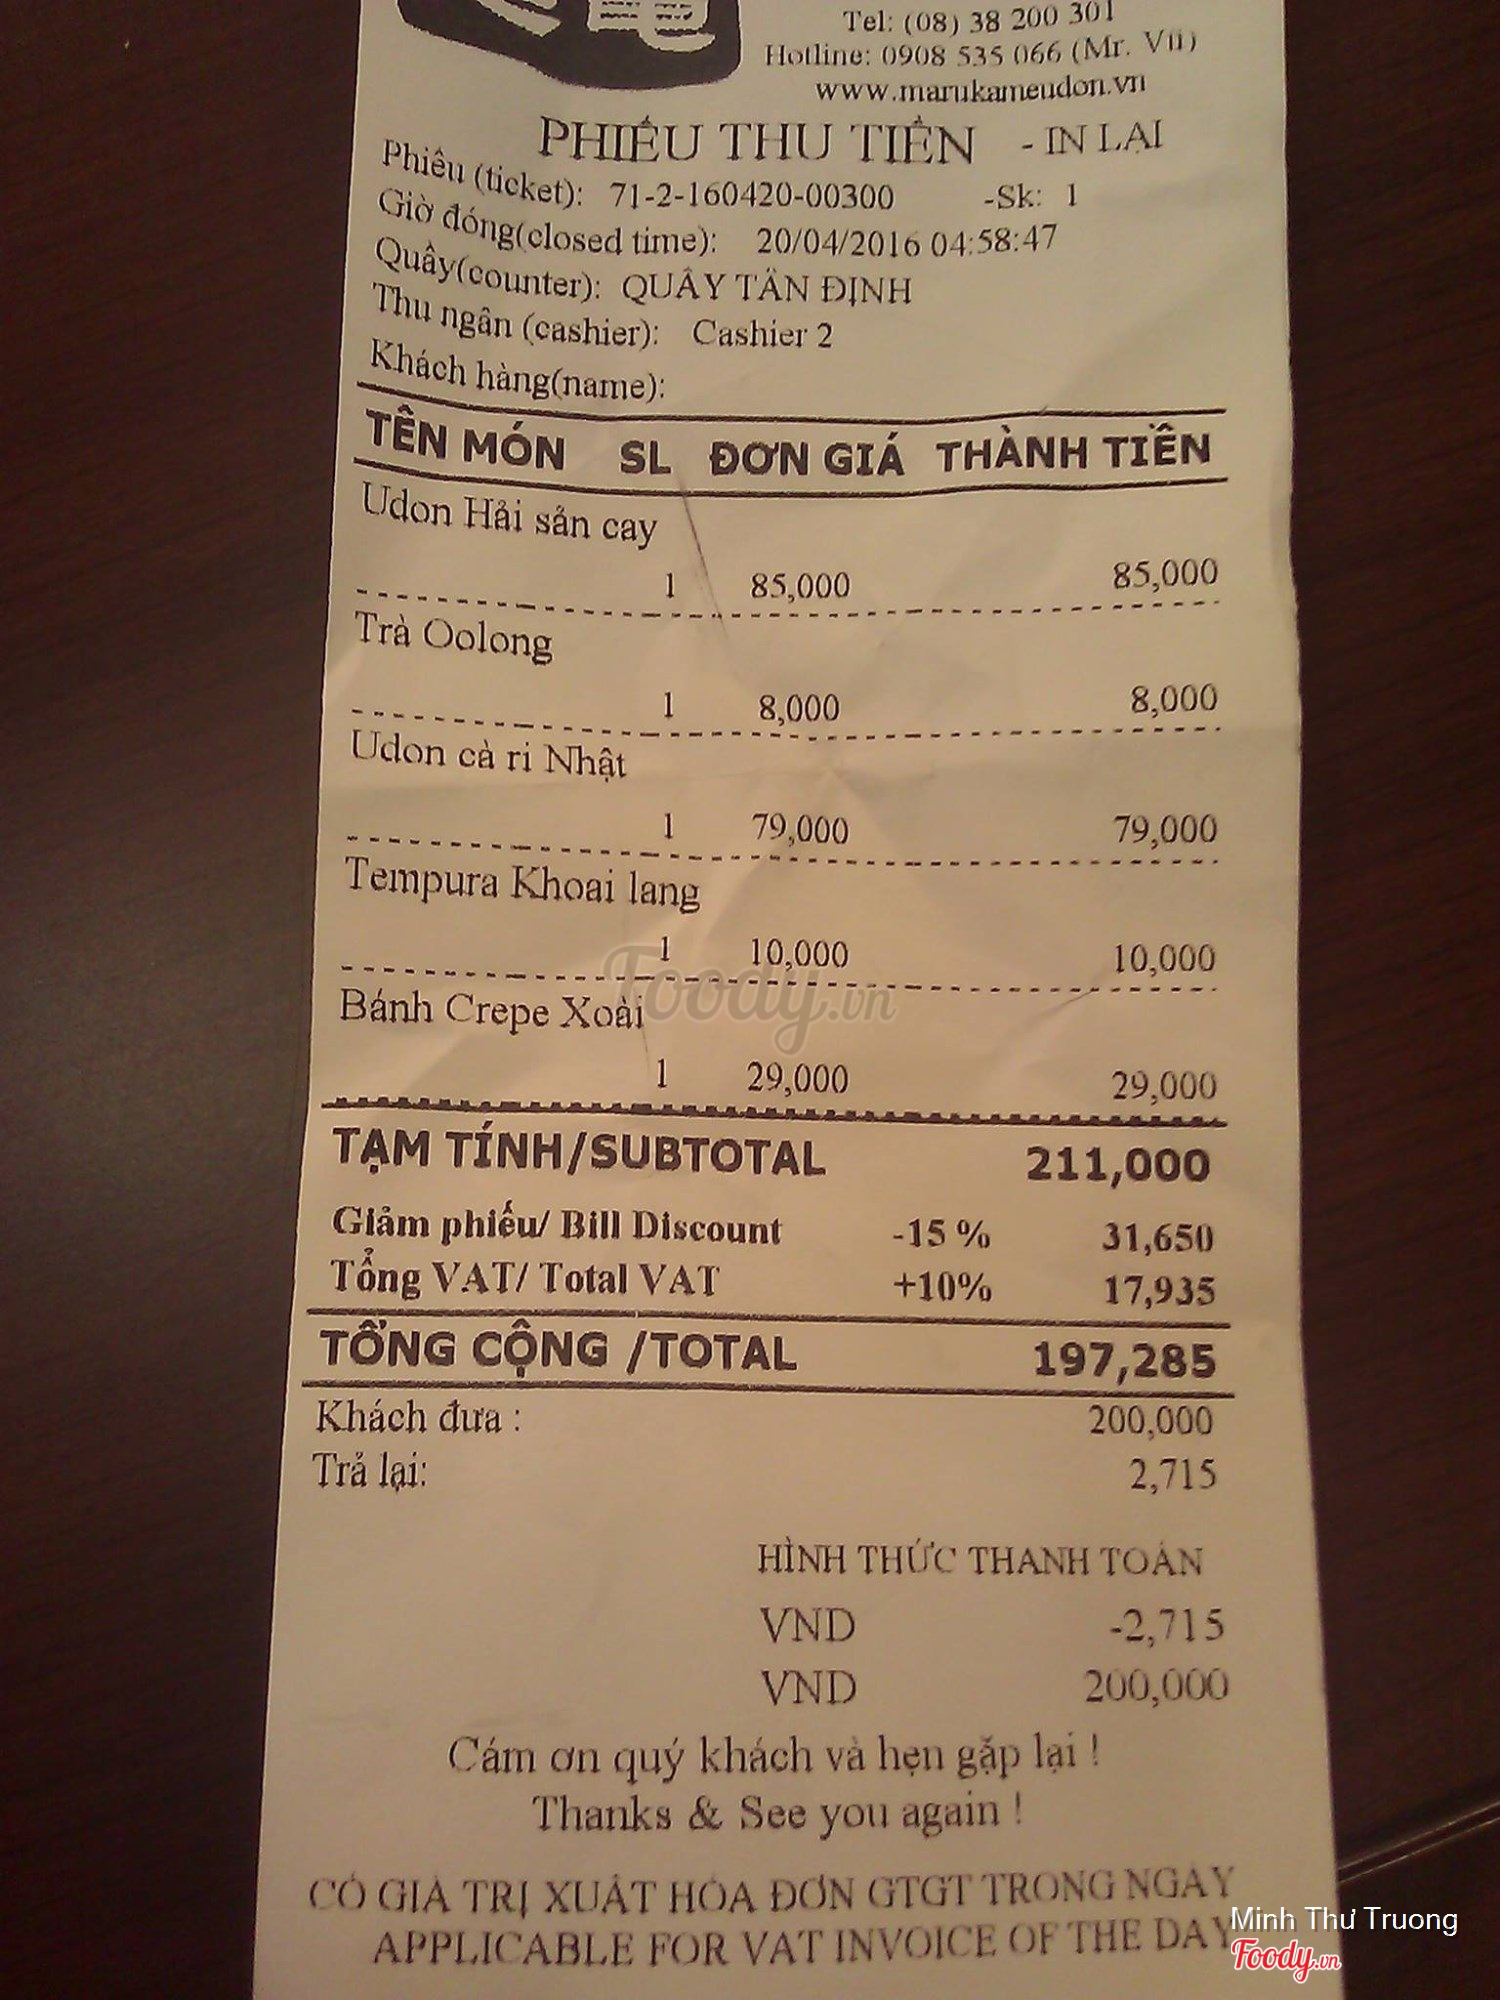 Tel: (08) 38 200 301
Hotline: 0908 535 066 (Mr. Vũ)
www.marukameudon.vn
PHIẾU THU TIỀN - IN LẠI
Phiếu (ticket): 71-2-160420-00300 -Sk: 1
Giờ đóng(closed time): 20/04/2016 04:58:47
Quầy(counter): QUẦY TÂN ĐỊNH
Thu ngân (cashier): Cashier 2
Khách hàng(name):
TÊN MÓN SL ĐƠN GIÁ THÀNH TIỀN
Udon Hải sản cay
1 85,000 85,000
Trà Oolong
1 8,000 8,000
Udon cà ri Nhật
1 79,000 79,000
Tempura Khoai lang
1 10,000 10,000
Bánh Crepe Xoài
1 29,000 29,000
Foody.vn
TẠM TÍNH/SUBTOTAL 211,000
Giảm phiếu/ Bill Discount -15 % 31,650
Tổng VAT/ Total VAT +10% 17,935
TỔNG CỘNG /TOTAL 197,285
Khách đưa : 200,000
Trả lại: 2,715
HÌNH THỨC THANH TOÁN
VND -2,715
VND 200,000
Cám ơn quý khách và hẹn gặp lại !
Thanks & See you again !
CÓ GIÁ TRỊ XUẤT HÓA ĐƠN GTGT TRONG NGÀY
APPLICABLE FOR VAT INVOICE OF THE DAY
Minh Thư Truong
Foody.vn